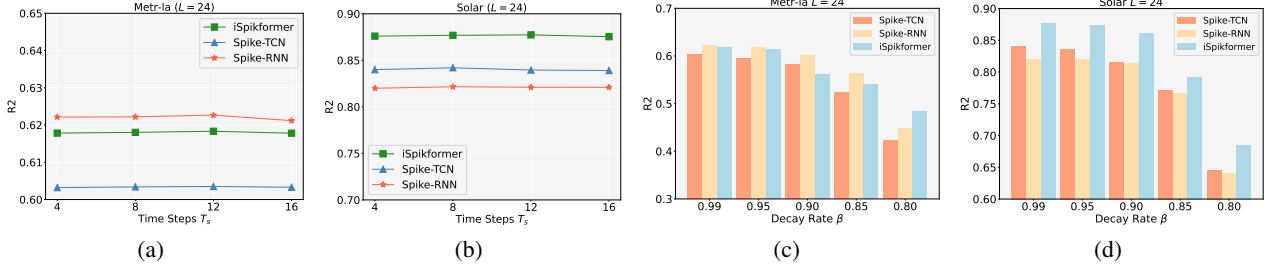 Metr-la (L = 24)
0.65
0.64
0.63
0.62
0.61
0.60
R2
iSpikformer
Spike-TCN
Spike-RNN
4
8
12
16
Time Steps Ts
(a)
Solar (L = 24)
0.90
0.85
0.80
0.75
0.70
R2
iSpikformer
Spike-TCN
Spike-RNN
4
8
12
16
Time Steps Ts
(b)
Metr-la L = 24
0.7
0.6
0.5
0.4
0.3
R2
Spike-TCN
Spike-RNN
iSpikformer
0.99
0.95
0.90
0.85
0.80
Decay Rate β
(c)
Solar L = 24
0.90
0.85
0.80
0.75
0.70
0.65
0.60
R2
Spike-TCN
Spike-RNN
iSpikformer
0.99
0.95
0.90
0.85
0.80
Decay Rate β
(d)